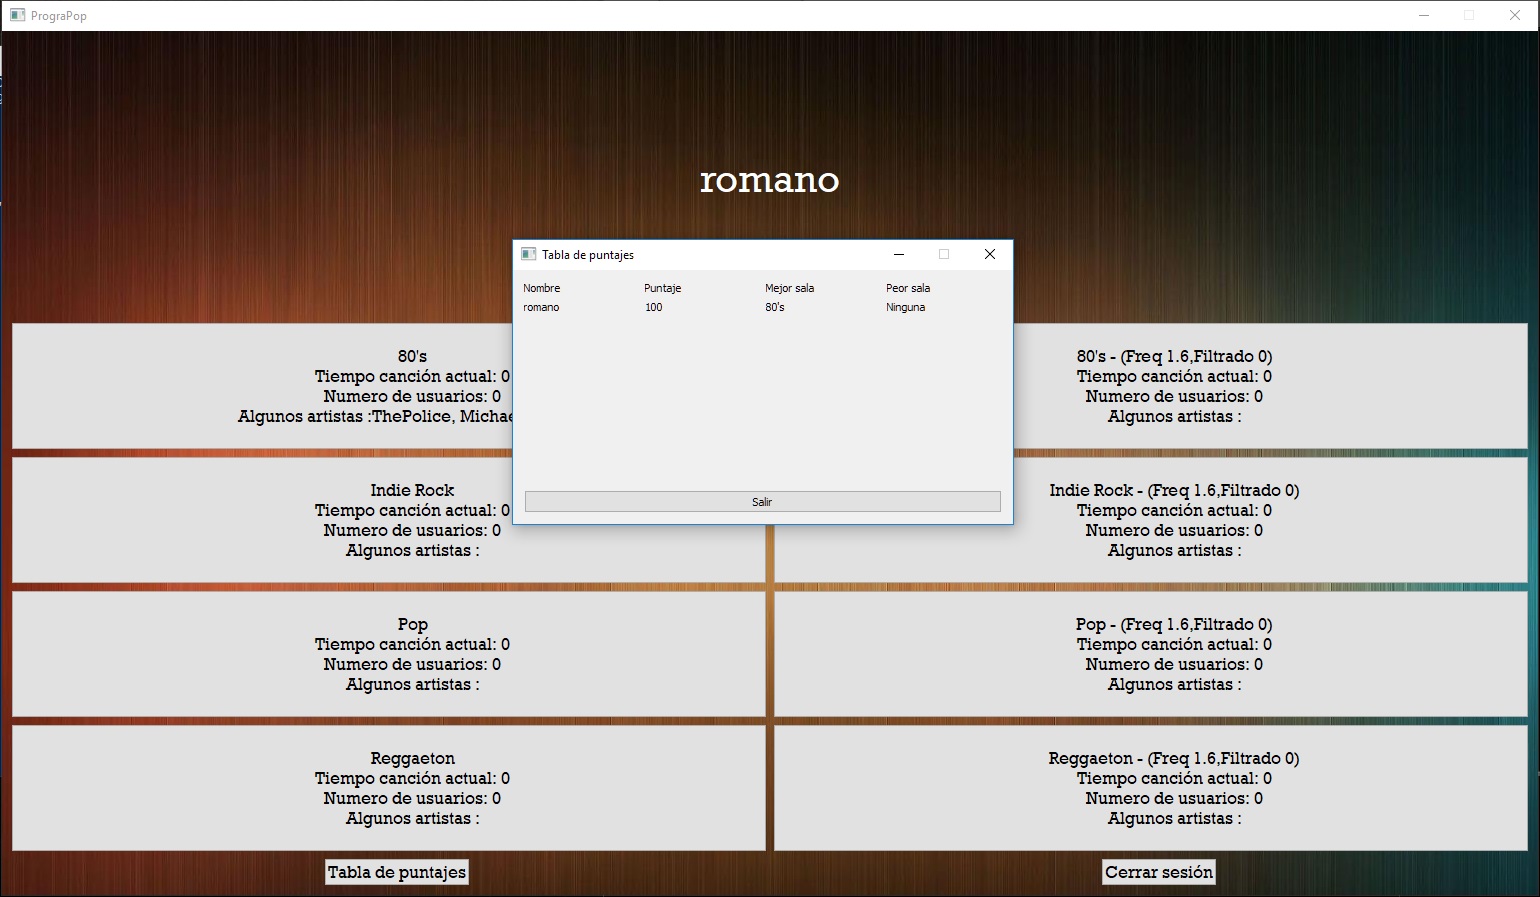 PrograPop
romano
Tabla de puntajes
Nombre Puntaje Mejor sala Peor sala
romano 100 80's Ninguna
Salir
80's
Tiempo canción actual: 0
Numero de usuarios: 0
Algunos artistas :ThePolice,
80's - (Freq 1.6,Filtrado 0)
Tiempo canción actual: 0
Numero de usuarios: 0
Algunos artistas :
Indie Rock
Tiempo canción actual: 0
Numero de usuarios: 0
Algunos artistas :
Indie Rock - (Freq 1.6,Filtrado 0)
Tiempo canción actual: 0
Numero de usuarios: 0
Algunos artistas :
Pop
Tiempo canción actual: 0
Numero de usuarios: 0
Algunos artistas :
Pop - (Freq 1.6,Filtrado 0)
Tiempo canción actual: 0
Numero de usuarios: 0
Algunos artistas :
Reggaeton
Tiempo canción actual: 0
Numero de usuarios: 0
Algunos artistas :
Reggaeton - (Freq 1.6,Filtrado 0)
Tiempo canción actual: 0
Numero de usuarios: 0
Algunos artistas :
Tabla de puntajes
Cerrar sesión